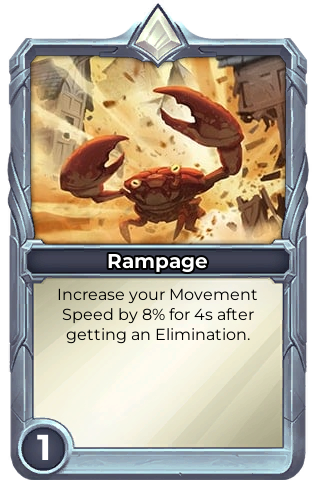 Rampage
Increase your Movement
Speed by 8% for 4s after
getting an Elimination.
1